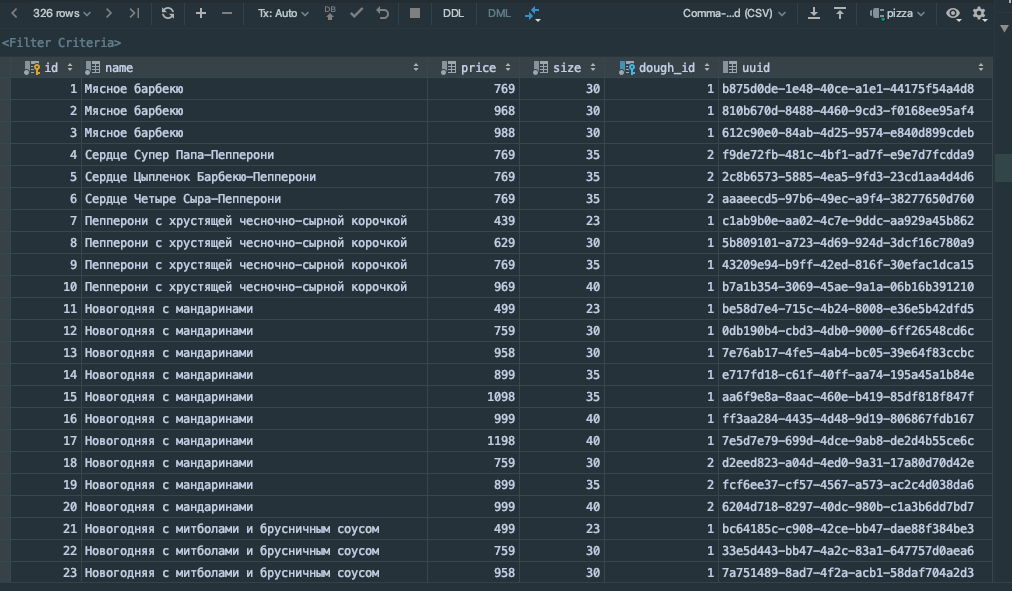 326 rows Tx: Auto DB DDL DML Comma-...d (CSV) pizza
<Filter Criteria>
id name price size dough_id uuid
1 Мясное барбекю 769 30 1 b875d0de-1e48-40ce-a1e1-44175f54a4d8
2 Мясное барбекю 968 30 1 810b670d-8488-4460-9cd3-f0168ee95af4
3 Мясное барбекю 988 30 1 612c90e0-84ab-4d25-9574-e840d899cdeb
4 Сердце Супер Папа-Пепперони 769 35 2 f9de72fb-481c-4bf1-ad7f-e9e7d7fcdda9
5 Сердце Цыпленок Барбекю-Пепперони 769 35 2 2c8b6573-5885-4ea5-9fd3-23cd1aa4d4d6
6 Сердце Четыре Сыра-Пепперони 769 35 2 aaaeecd5-97b6-49ec-a9f4-38277650d760
7 Пепперони с хрустящей чесночно-сырной корочкой 439 23 1 c1ab9b0e-aa02-4c7e-9ddc-aa929a45b862
8 Пепперони с хрустящей чесночно-сырной корочкой 629 30 1 5b809101-a723-4d69-924d-3dcf16c780a9
9 Пепперони с хрустящей чесночно-сырной корочкой 769 35 1 43209e94-b9ff-42ed-816f-30efac1dca15
10 Пепперони с хрустящей чесночно-сырной корочкой 969 40 1 b7a1b354-3069-45ae-9a1a-06b16b391210
11 Новогодняя с мандаринами 499 23 1 be58d7e4-715c-4b24-8008-e36e5b42dfd5
12 Новогодняя с мандаринами 759 30 1 0db190b4-cbd3-4db0-9000-6ff26548cd6c
13 Новогодняя с мандаринами 958 30 1 7e76ab17-4fe5-4ab4-bc05-39e64f83ccbc
14 Новогодняя с мандаринами 899 35 1 e717fd18-c61f-40ff-aa74-195a45a1b84e
15 Новогодняя с мандаринами 1098 35 1 aa6f9e8a-8aac-460e-b419-85df818f847f
16 Новогодняя с мандаринами 999 40 1 ff3aa284-4435-4d48-9d19-806867fdb167
17 Новогодняя с мандаринами 1198 40 1 7e5d7e79-699d-4dce-9ab8-de2d4b55ce6c
18 Новогодняя с мандаринами 759 30 2 d2eed823-a04d-4ed0-9a31-17a80d70d42e
19 Новогодняя с мандаринами 899 35 2 fcf6ee37-cf57-4567-a573-ac2c4d038da6
20 Новогодняя с мандаринами 999 40 2 6204d718-8297-40dc-980b-c1a3b6dd7bd7
21 Новогодняя с митболами и брусничным соусом 499 23 1 bc64185c-c908-42ce-bb47-dae88f384be3
22 Новогодняя с митболами и брусничным соусом 759 30 1 33e5d443-bb47-4a2c-83a1-647757d0aea6
23 Новогодняя с митболами и брусничным соусом 958 30 1 7a751489-8ad7-4f2a-acb1-58daf704a2d3